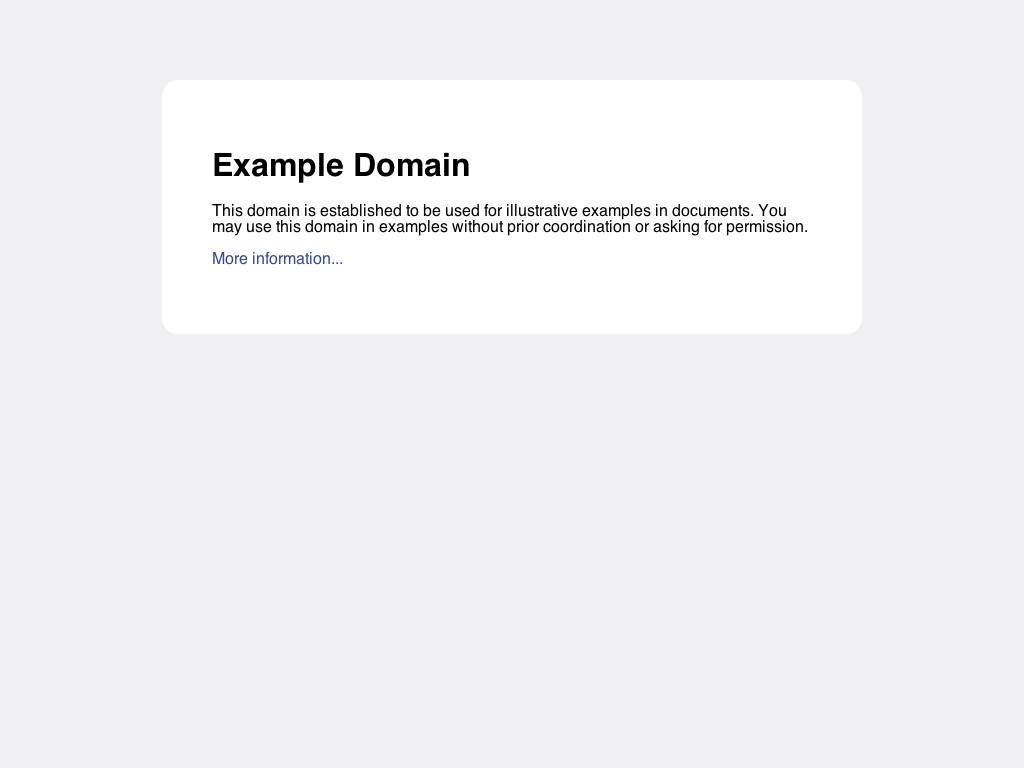 Example Domain
This domain is established to be used for illustrative examples in documents. You
may use this domain in examples without prior coordination or asking for permission.
More information...